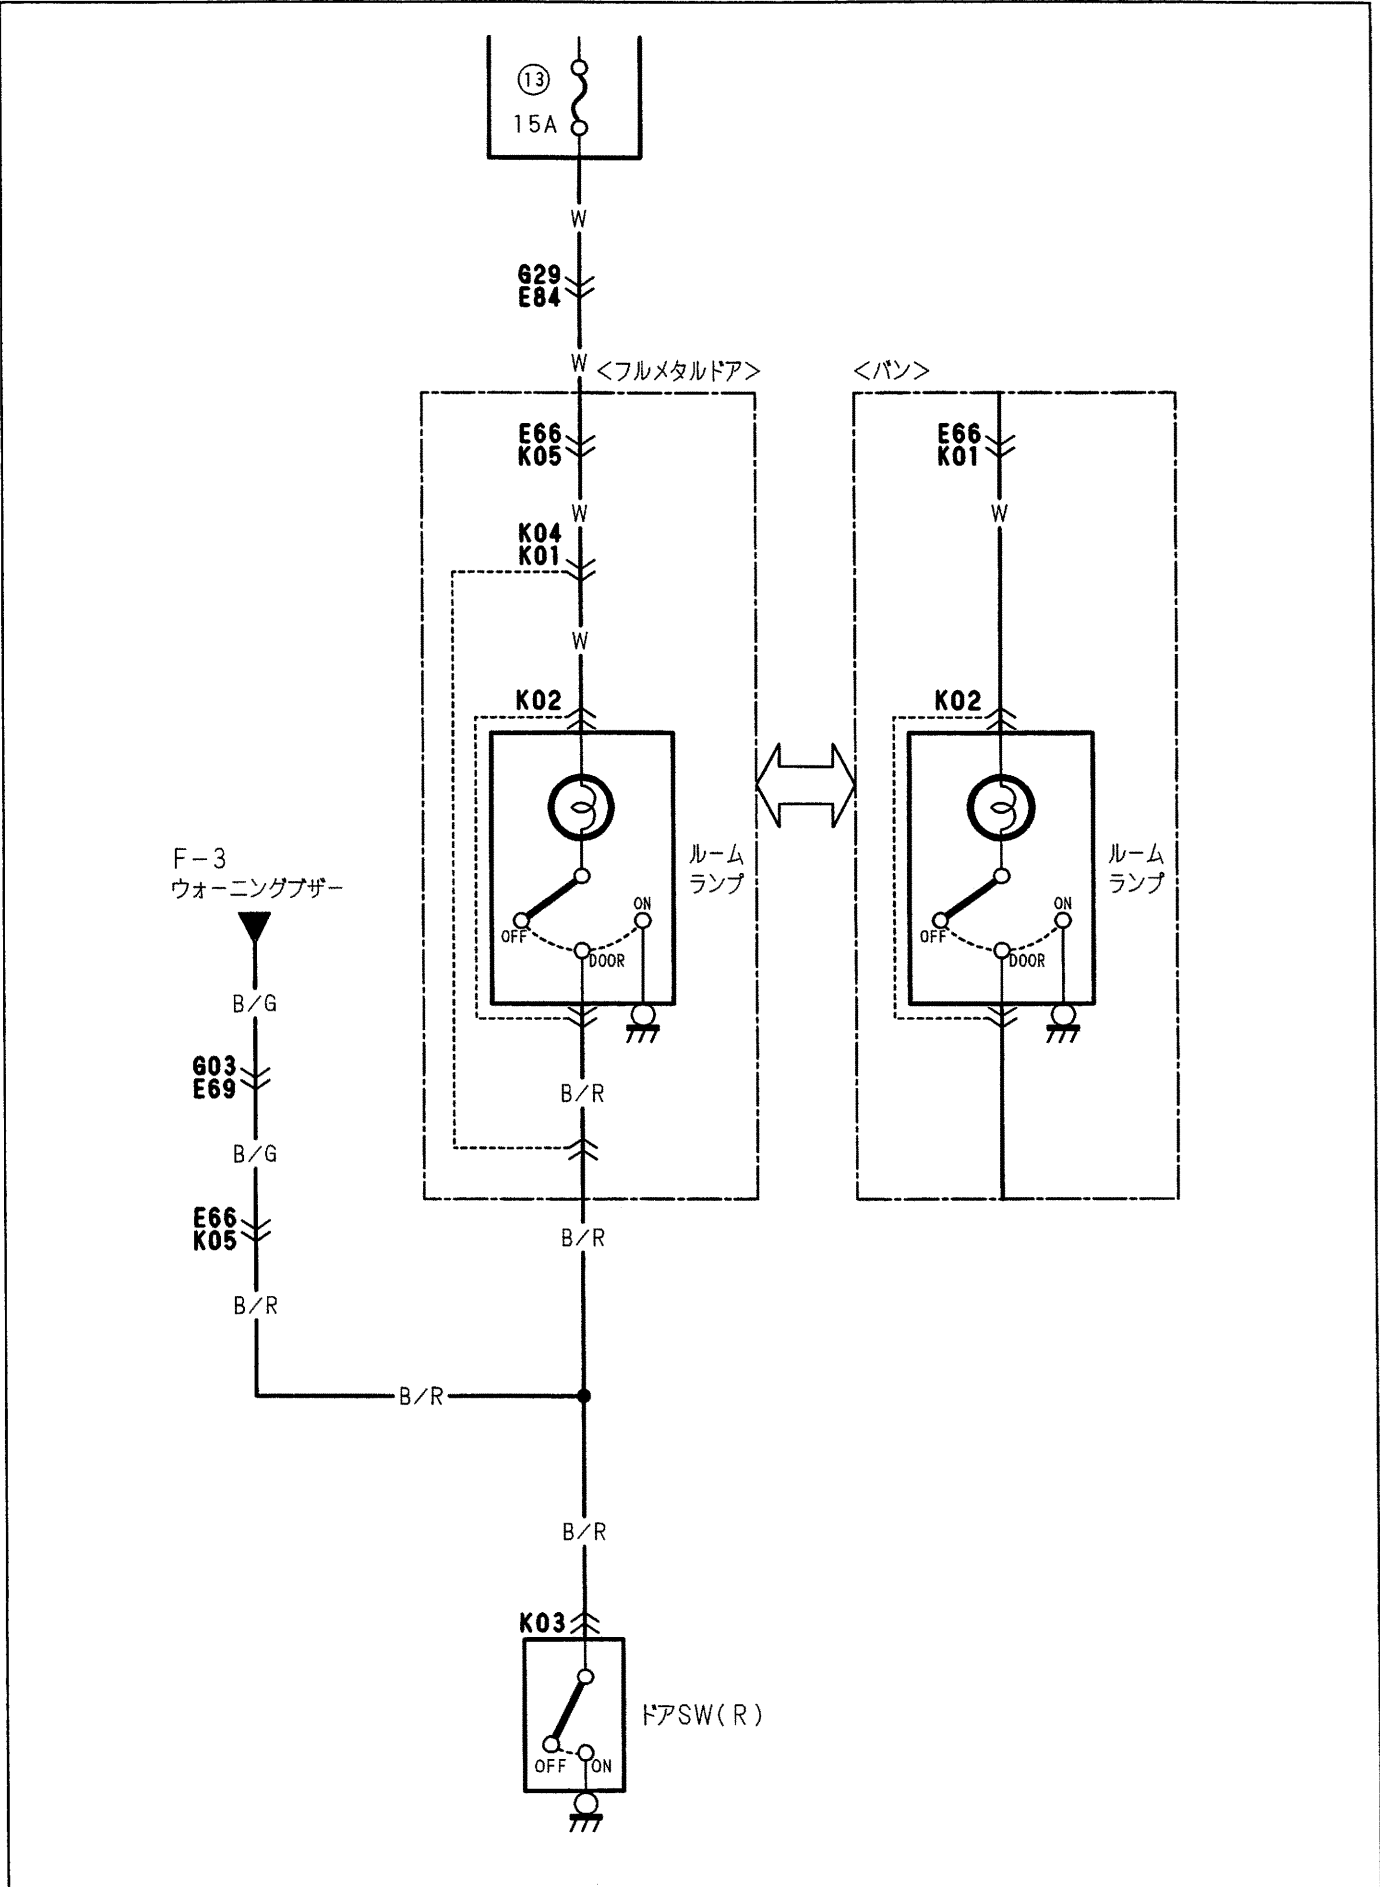 13
15A
W
G29
E84
W
<フルメタルドア>
<バン>
E66
K05
E66
K01
W
W
K04
K01
W
K02
K02
F-3
ウォーニングブザー
ルーム
ランプ
ルーム
ランプ
ON
OFF
DOOR
ON
OFF
DOOR
B/G
G03
E69
B/R
B/G
E66
K05
B/R
B/R
B/R
B/R
K03
ドアSW(R)
OFF
ON